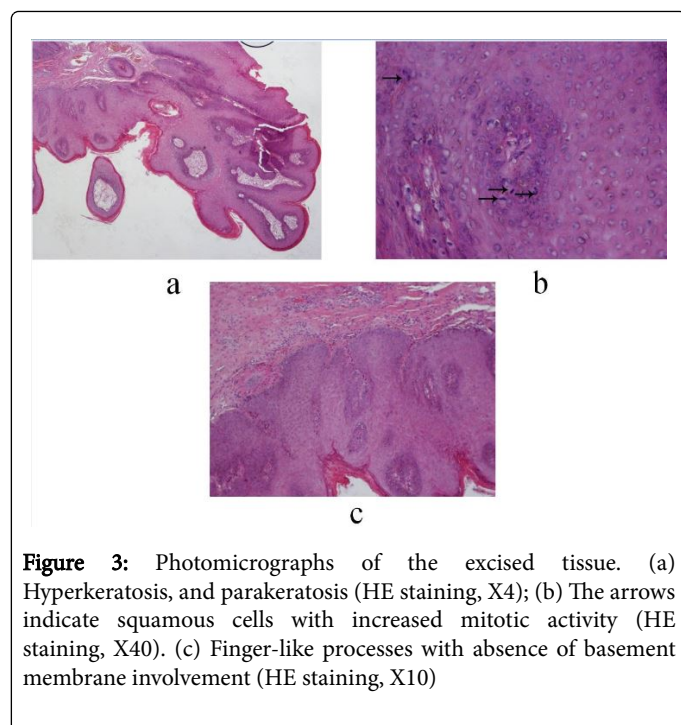 a
b
c
Figure 3: Photomicrographs of the excised tissue. (a)
Hyperkeratosis, and parakeratosis (HE staining, X4); (b) The arrows
indicate squamous cells with increased mitotic activity (HE
staining, X40). (c) Finger-like processes with absence of basement
membrane involvement (HE staining, X10)